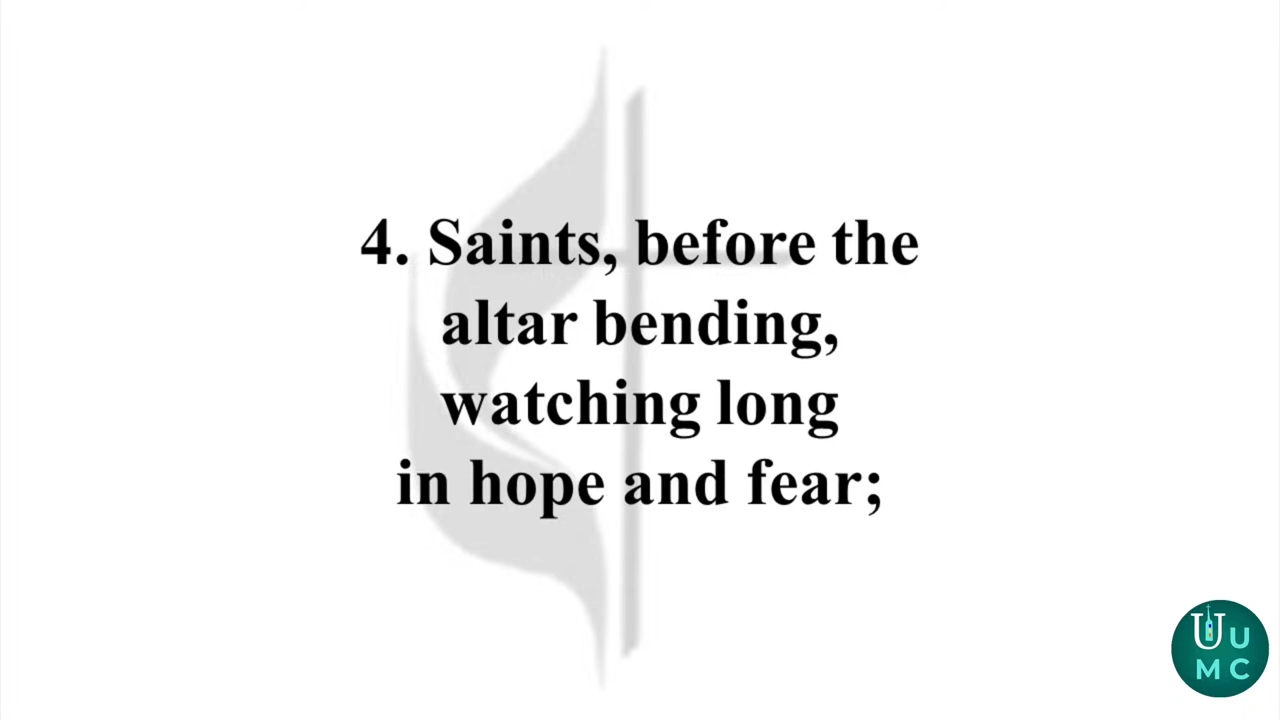 4. Saints, before the
altar bending,
watching long
in hope and fear;
U U
M C